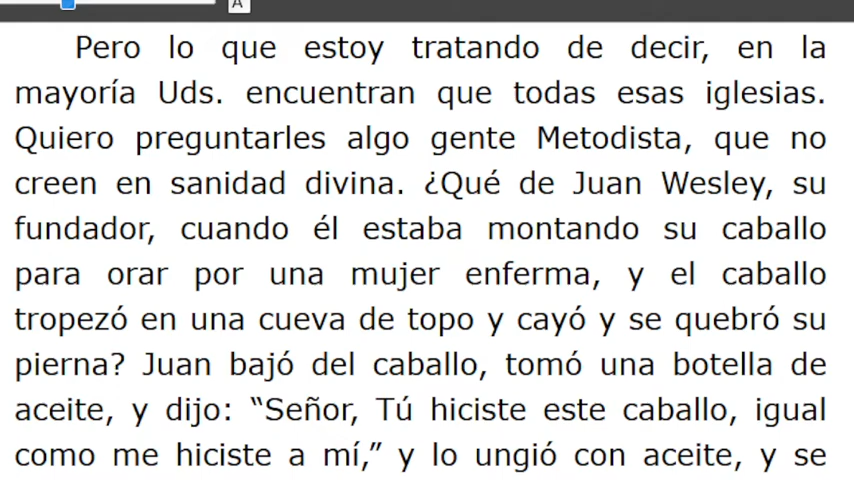 A
Pero lo que estoy tratando de decir, en la
mayoría Uds. encuentran que todas esas iglesias.
Quiero preguntarles algo gente Metodista, que no
creen en sanidad divina. ¿Qué de Juan Wesley, su
fundador, cuando él estaba montando su caballo
para orar por una mujer enferma, y el caballo
tropezó en una cueva de topo y cayó y se quebró su
pierna? Juan bajó del caballo, tomó una botella de
aceite, y dijo: “Señor, Tú hiciste este caballo, igual
como me hiciste a mí,” y lo ungió con aceite, y se